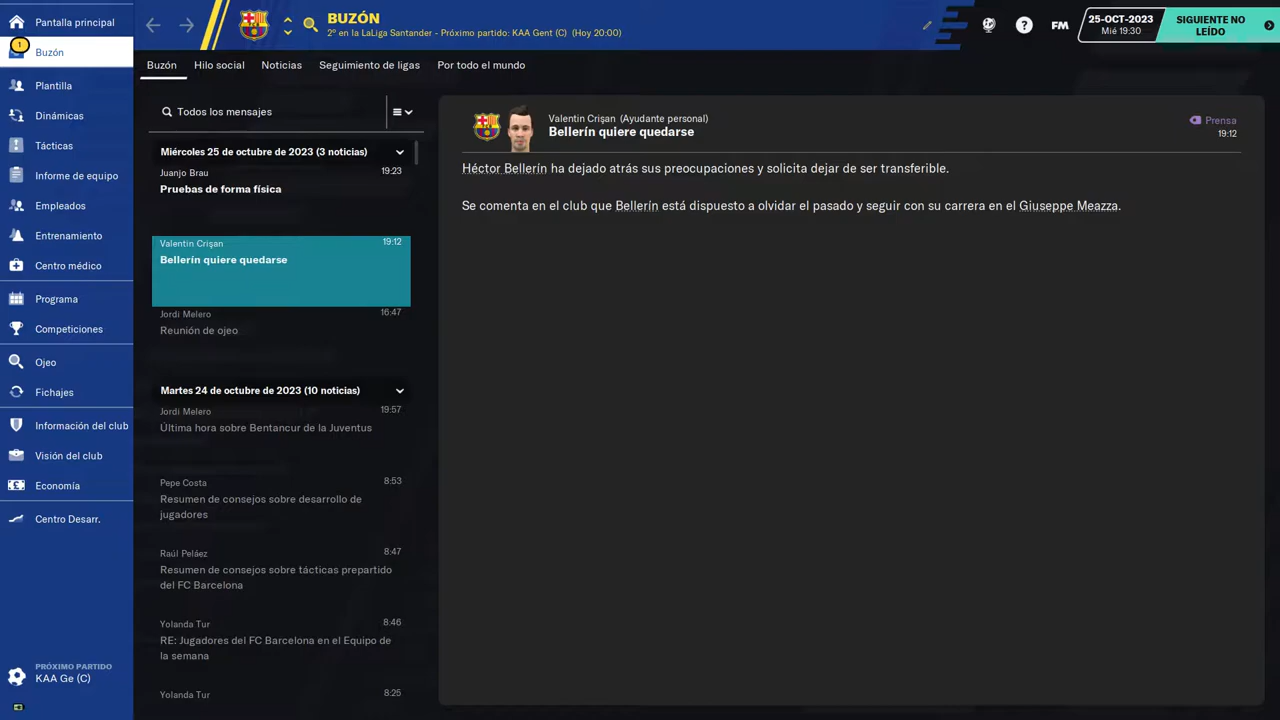 Pantalla principal
1
Buzón
Plantilla
Dinámicas
Tácticas
Informe de equipo
Empleados
Entrenamiento
Centro médico
Programa
Competiciones
Ojeo
Fichajes
Información del club
Visión del club
Economía
Centro Desarr.
PRÓXIMO PARTIDO
KAA Ge (C)
BUZÓN
2º en la LaLiga Santander - Próximo partido: KAA Gent (C) (Hoy 20:00)
?
FM
25-OCT-2023
Mié 19:30
SIGUIENTE NO
LEÍDO
Buzón
Hilo social
Noticias
Seguimiento de ligas
Por todo el mundo
Todos los mensajes
Miércoles 25 de octubre de 2023 (3 noticias)
Juanjo Brau 19:23
Pruebas de forma física
Valentin Crişan 19:12
Bellerín quiere quedarse
Jordi Melero 16:47
Reunión de ojeo
Martes 24 de octubre de 2023 (10 noticias)
Jordi Melero 19:57
Última hora sobre Bentancur de la Juventus
Pepe Costa 8:53
Resumen de consejos sobre desarrollo de
jugadores
Raúl Peláez 8:47
Resumen de consejos sobre tácticas prepartido
del FC Barcelona
Yolanda Tur 8:46
RE: Jugadores del FC Barcelona en el Equipo de
la semana
Yolanda Tur 8:25
Valentin Crişan (Ayudante personal)
Bellerín quiere quedarse
Prensa
19:12
Héctor Bellerín ha dejado atrás sus preocupaciones y solicita dejar de ser transferible.
Se comenta en el club que Bellerín está dispuesto a olvidar el pasado y seguir con su carrera en el Giuseppe Meazza.